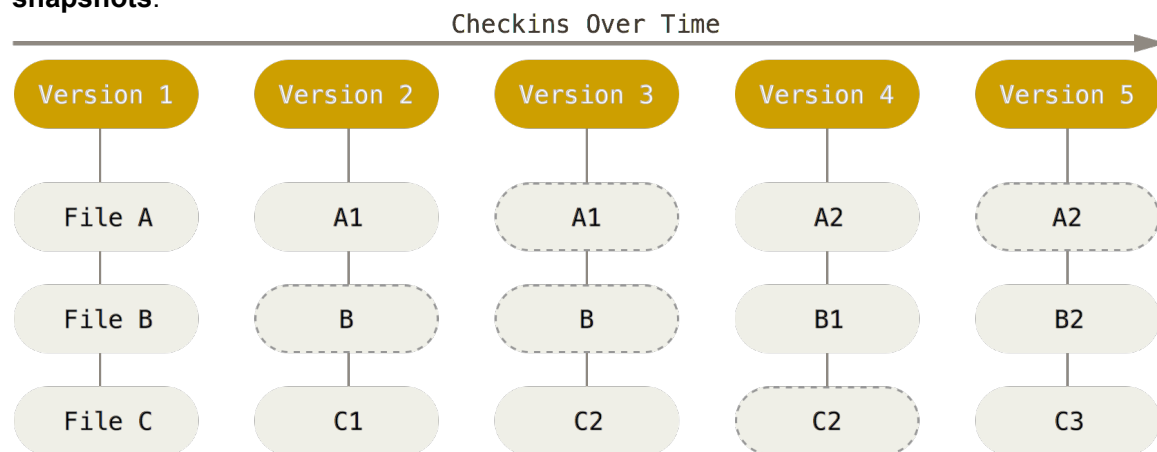 snapshots.
Checkins Over Time
Version 1 Version 2 Version 3 Version 4 Version 5
File A A1 A1 A2 A2
File B B B B1 B2
File C C1 C2 C2 C3